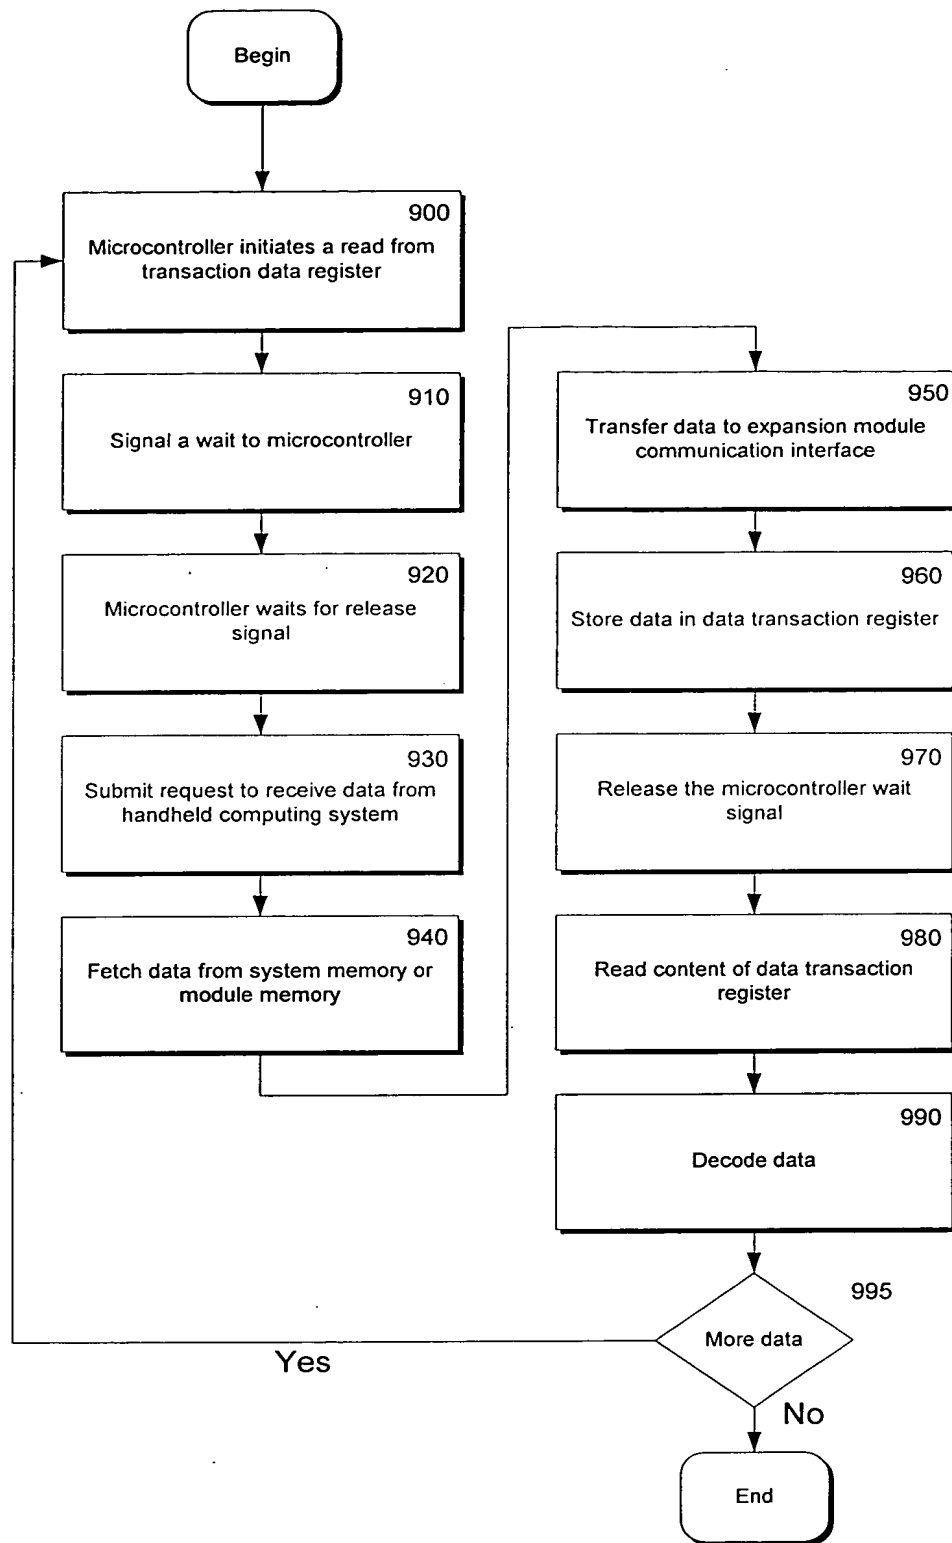 Begin
900
Microcontroller initiates a read from
transaction data register
910
Signal a wait to microcontroller
920
Microcontroller waits for release
signal
930
Submit request to receive data from
handheld computing system
940
Fetch data from system memory or
module memory
950
Transfer data to expansion module
communication interface
960
Store data in data transaction register
970
Release the microcontroller wait
signal
980
Read content of data transaction
register
990
Decode data
995
More data
Yes
No
End